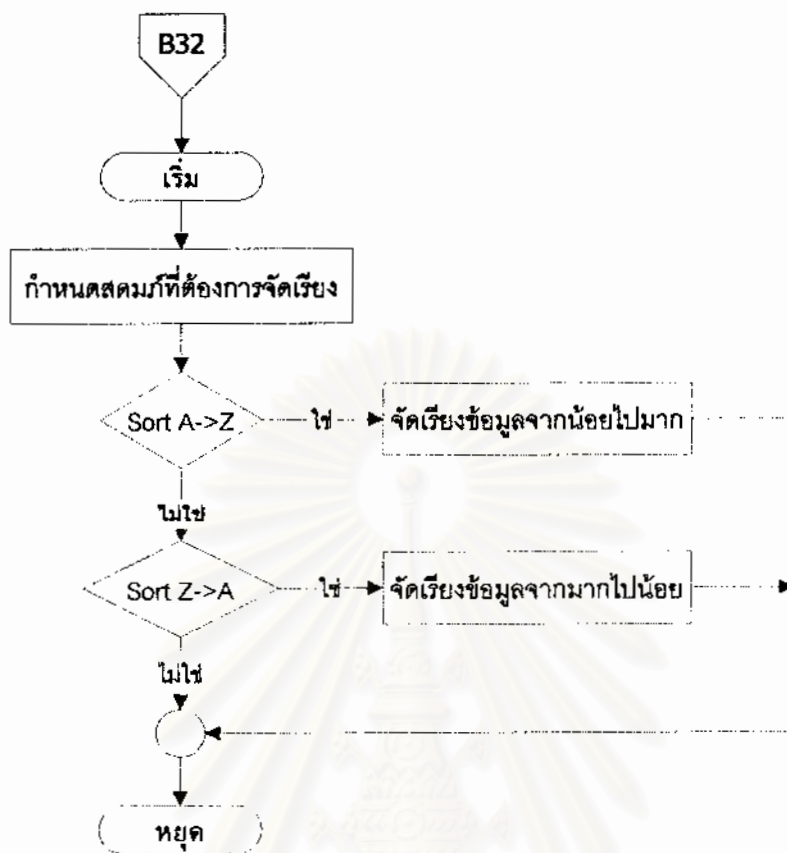 B32
เริ่ม
กำหนดสดมภ์ที่ต้องการจัดเรียง
Sort A->Z
ใช่
จัดเรียงข้อมูลจากน้อยไปมาก
ไม่ใช่
Sort Z->A
ใช่
จัดเรียงข้อมูลจากมากไปน้อย
ไม่ใช่
หยุด